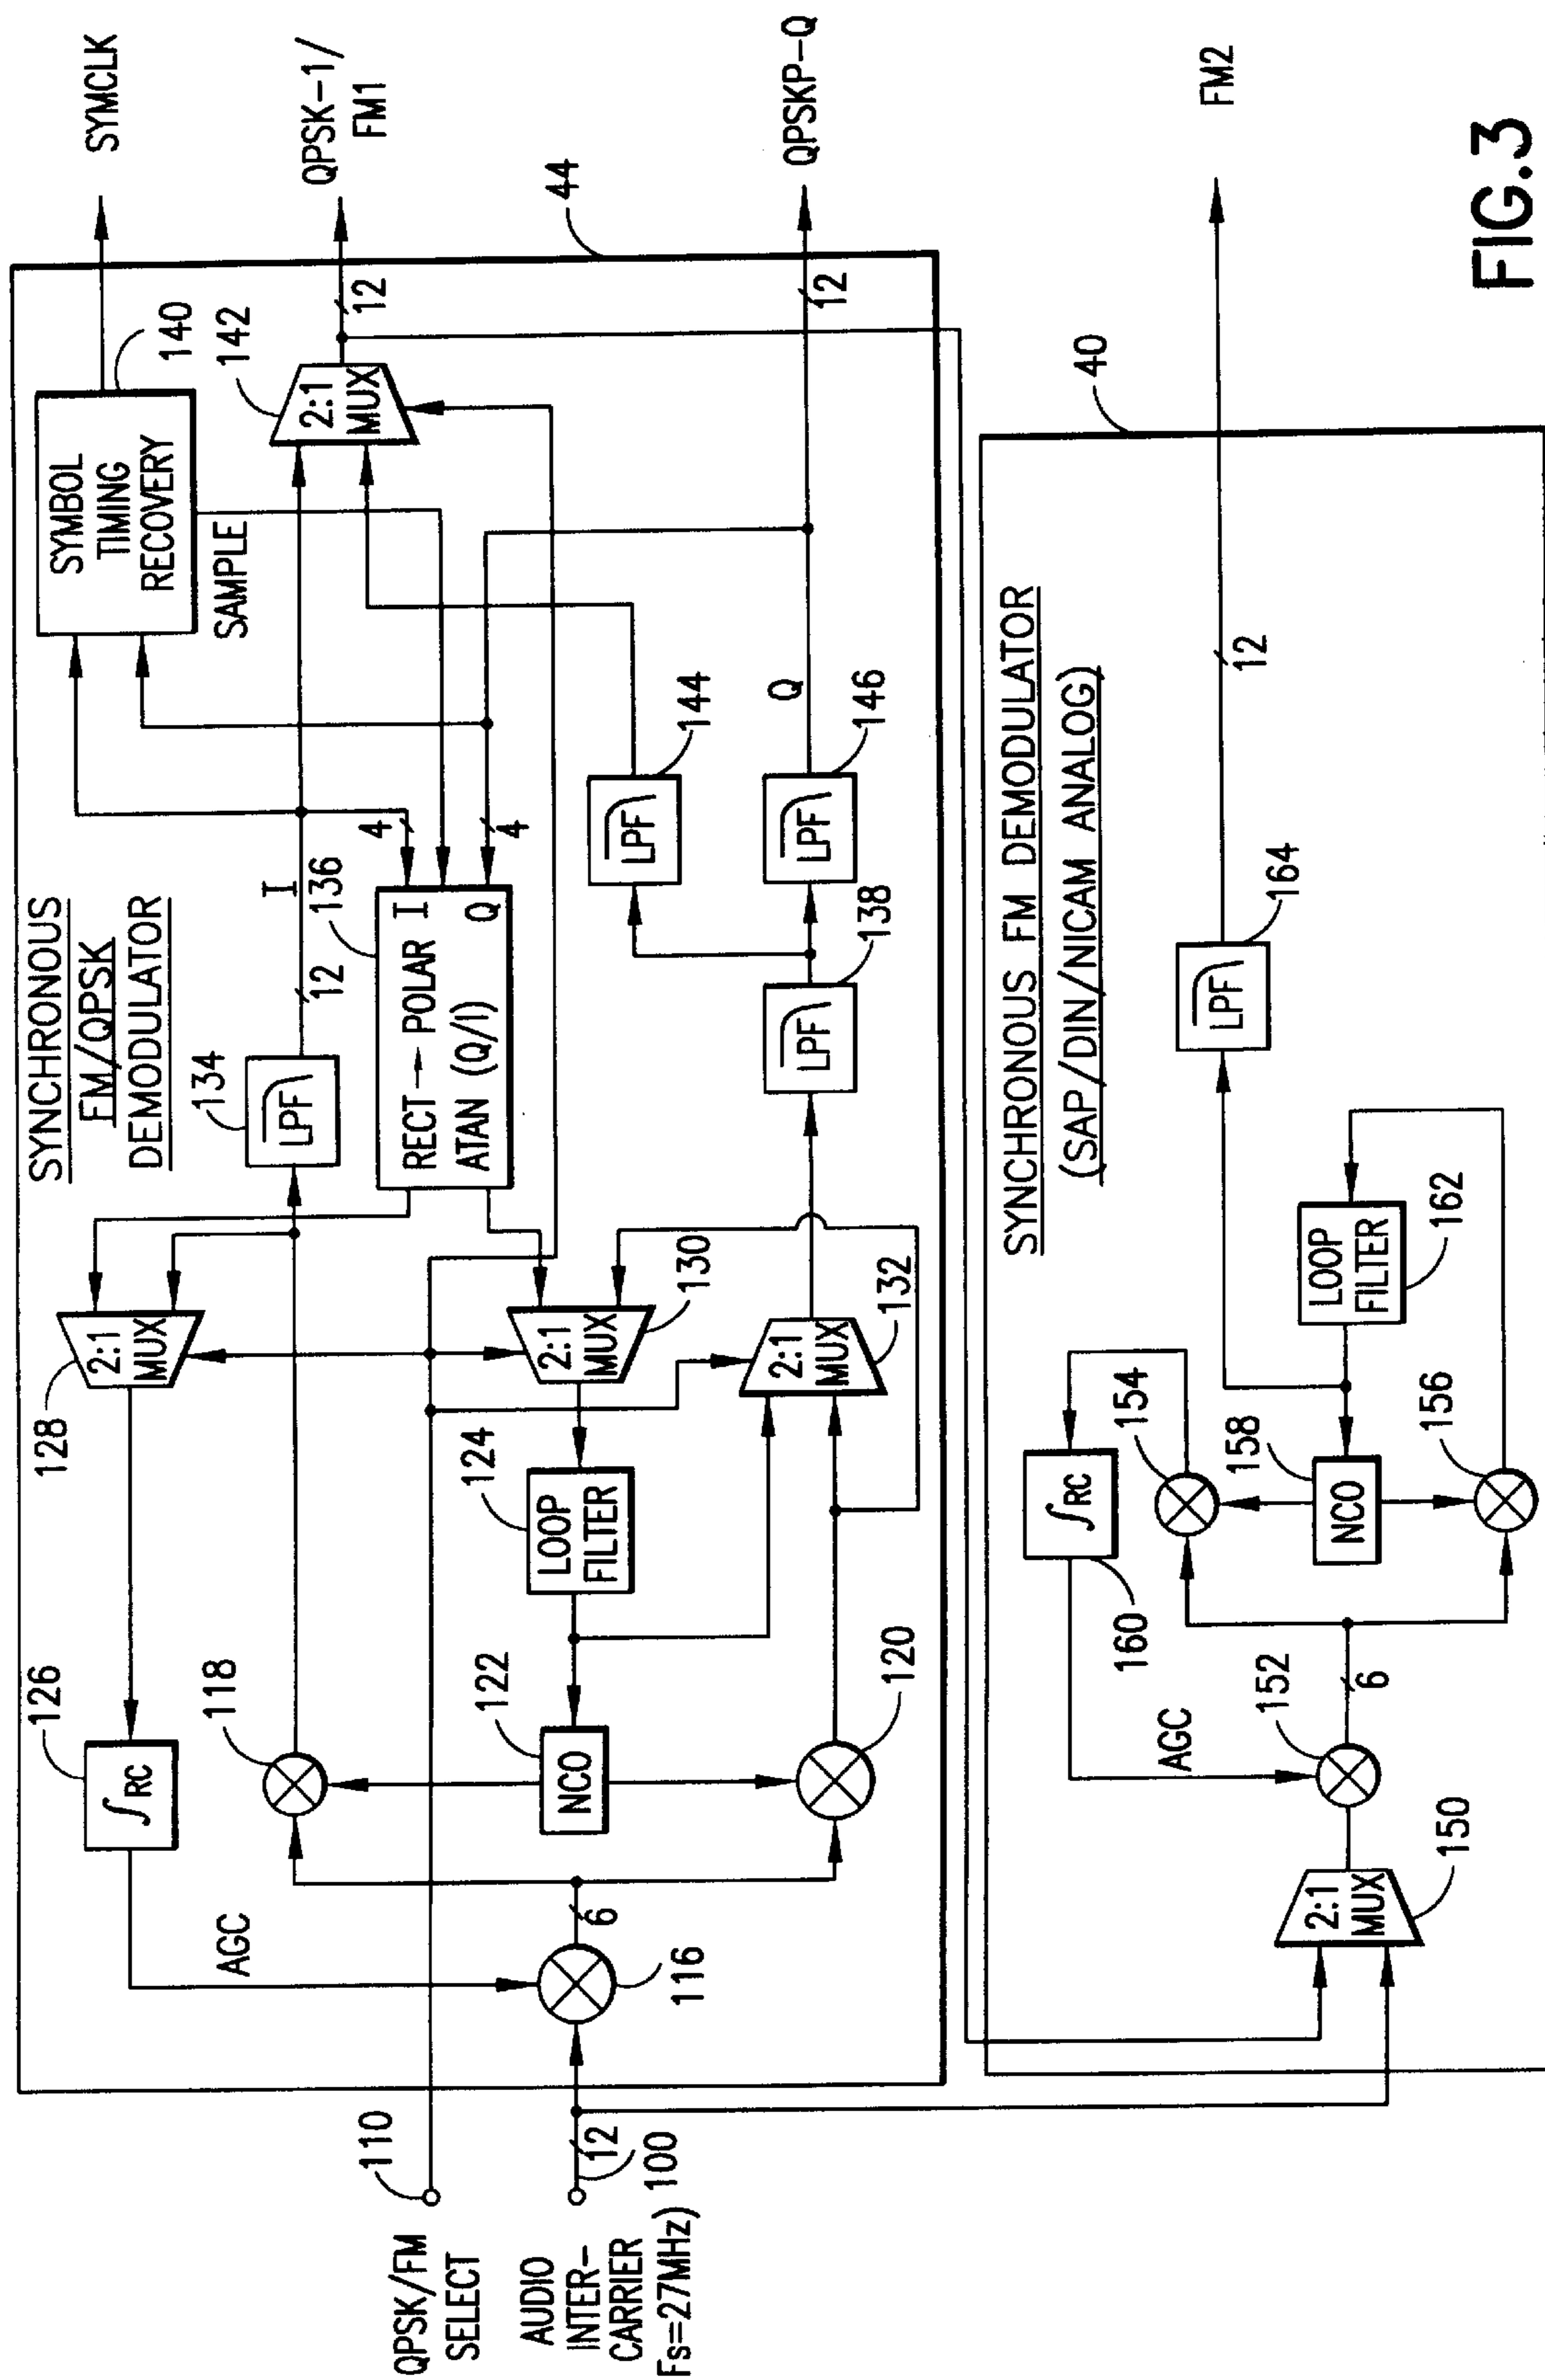 SYNCHRONOUS
FM/QPSK
DEMODULATOR
QPSK/FM
SELECT
110
AUDIO
INTER-
CARRIER
Fs=27MHz)
100
12
AGC
116
6
∫RC
126
118
NCO
122
120
LOOP
FILTER
124
2:1
MUX
128
2:1
MUX
130
2:1
MUX
132
LPF
134
12
I
RECT → POLAR
ATAN (Q/I)
I
Q
136
4
4
LPF
138
LPF
144
LPF
146
Q
SYMBOL
TIMING
RECOVERY
140
SAMPLE
2:1
MUX
142
12
12
44
SYMCLK
QPSK-1/
FM1
QPSKP-Q
SYNCHRONOUS FM DEMODULATOR
(SAP/DIN/NICAM ANALOG)
40
2:1
MUX
150
AGC
152
6
∫RC
160
154
NCO
158
156
LOOP
FILTER
162
LPF
164
12
FM2
FIG.3